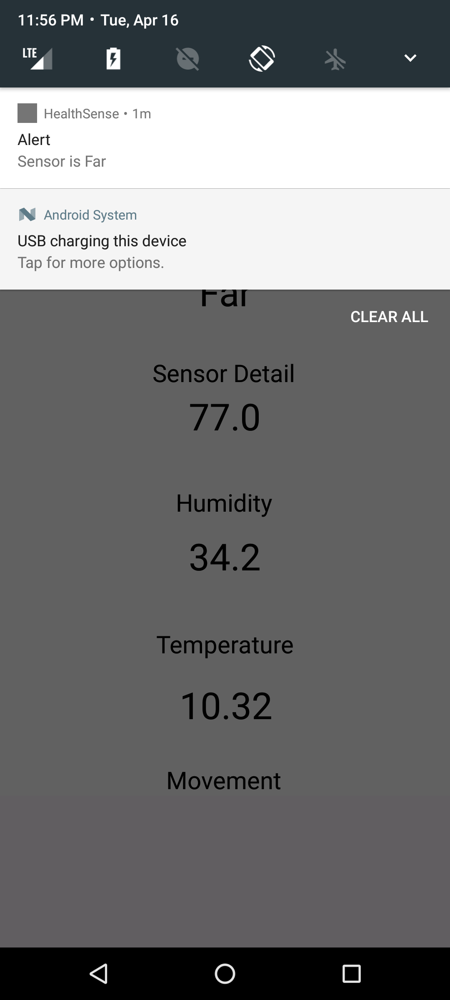 11:56 PM • Tue, Apr 16
LTE
HealthSense • 1m
Alert
Sensor is Far
Android System
USB charging this device
Tap for more options.
Far
CLEAR ALL
Sensor Detail
77.0
Humidity
34.2
Temperature
10.32
Movement